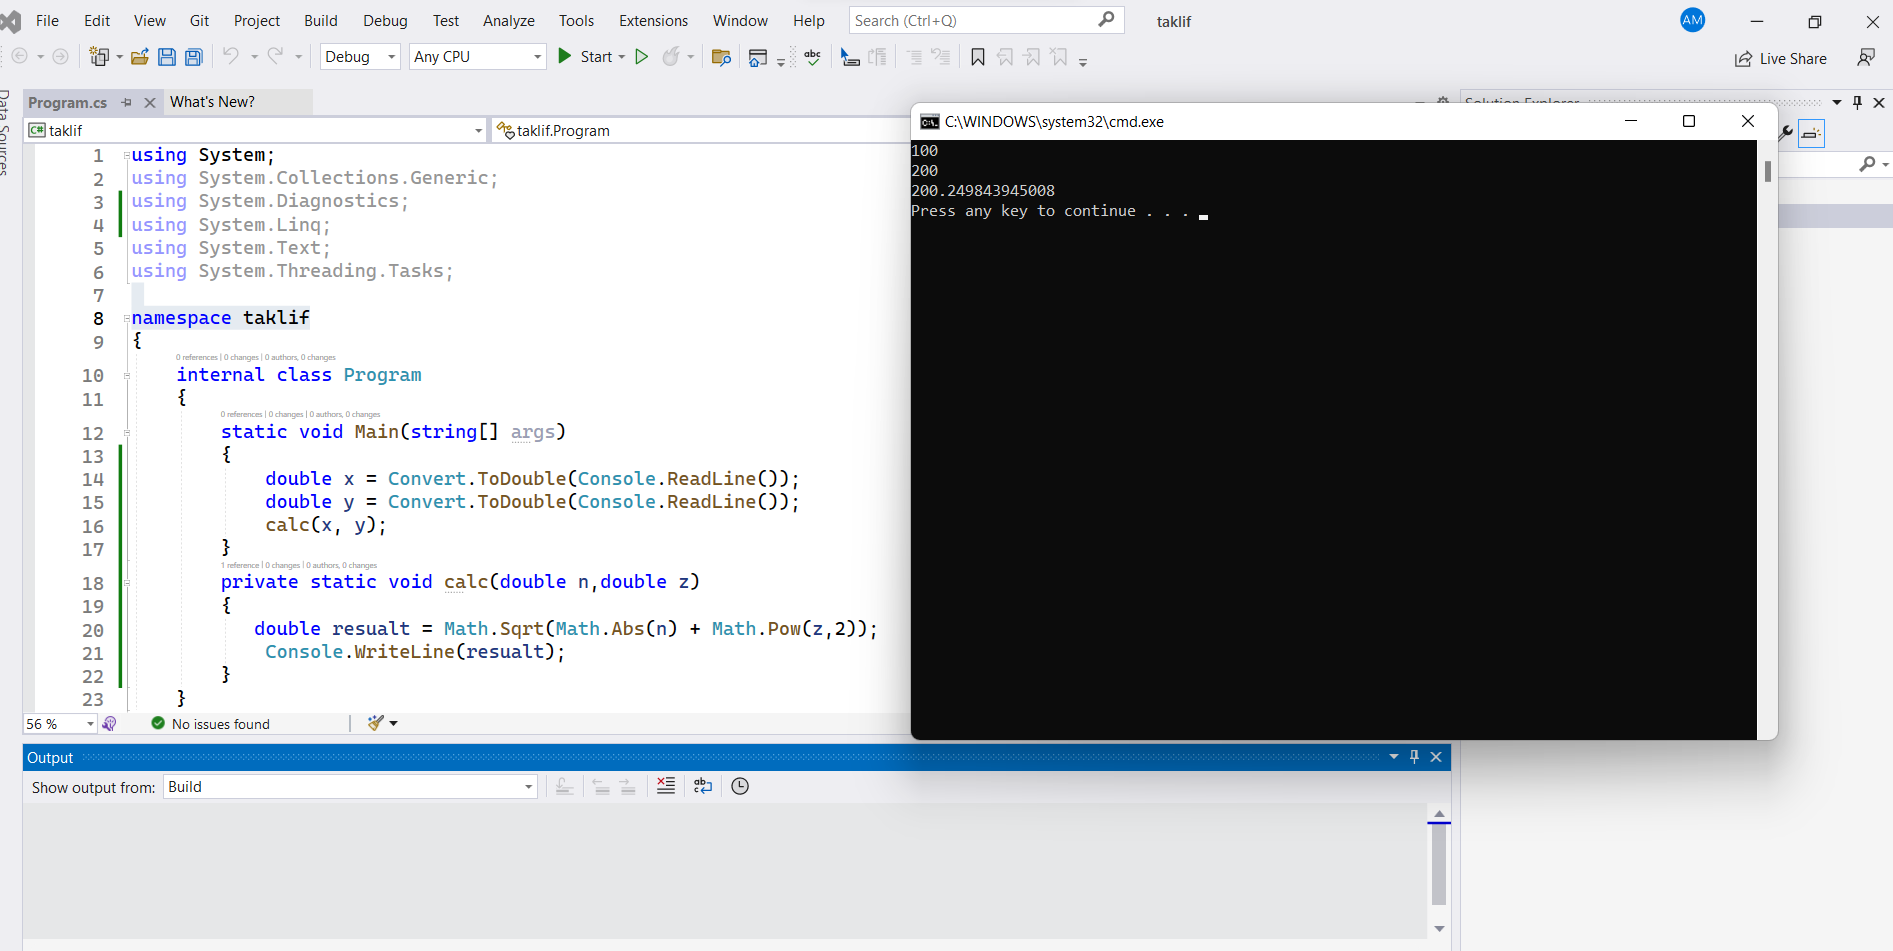 File Edit View Git Project Build Debug Test Analyze Tools Extensions Window Help Search (Ctrl+Q) taklif AM
Debug Any CPU Start abc Live Share
Data Sources
Program.cs What's New?
Solution Explorer
C# taklif taklif.Program
1 using System;
2 using System.Collections.Generic;
3 using System.Diagnostics;
4 using System.Linq;
5 using System.Text;
6 using System.Threading.Tasks;
7
8 namespace taklif
9 {
0 references | 0 changes | 0 authors, 0 changes
10 internal class Program
11 {
0 references | 0 changes | 0 authors, 0 changes
12 static void Main(string[] args)
13 {
14 double x = Convert.ToDouble(Console.ReadLine());
15 double y = Convert.ToDouble(Console.ReadLine());
16 calc(x, y);
17 }
1 reference | 0 changes | 0 authors, 0 changes
18 private static void calc(double n,double z)
19 {
20 double resualt = Math.Sqrt(Math.Abs(n) + Math.Pow(z,2));
21 Console.WriteLine(resualt);
22 }
23 }
56 % No issues found
C:\WINDOWS\system32\cmd.exe
100
200
200.249843945008
Press any key to continue . . .
Output
Show output from: Build